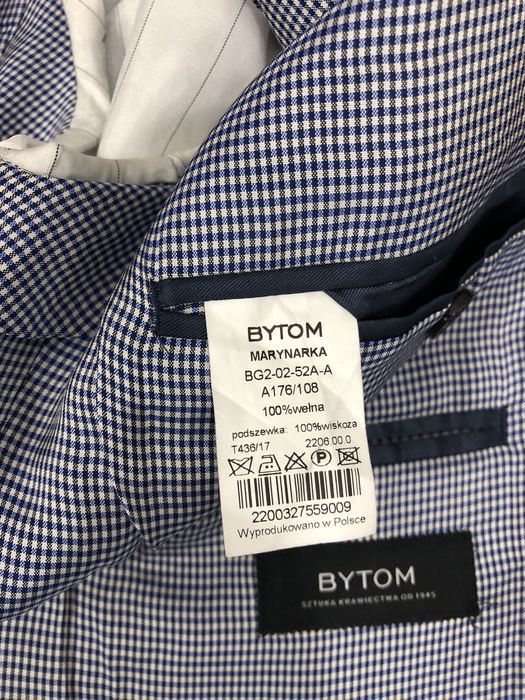 BYTOM
MARYNARKA
BG2-02-52A-A
A176/108
100%wełna
podszewka: 100%wiskoza
T436/17 2206.00.0
P
2200327559009
Wyprodukowano w Polsce
BYTOM
SZTUKA KRAWIECTWA OD 1945